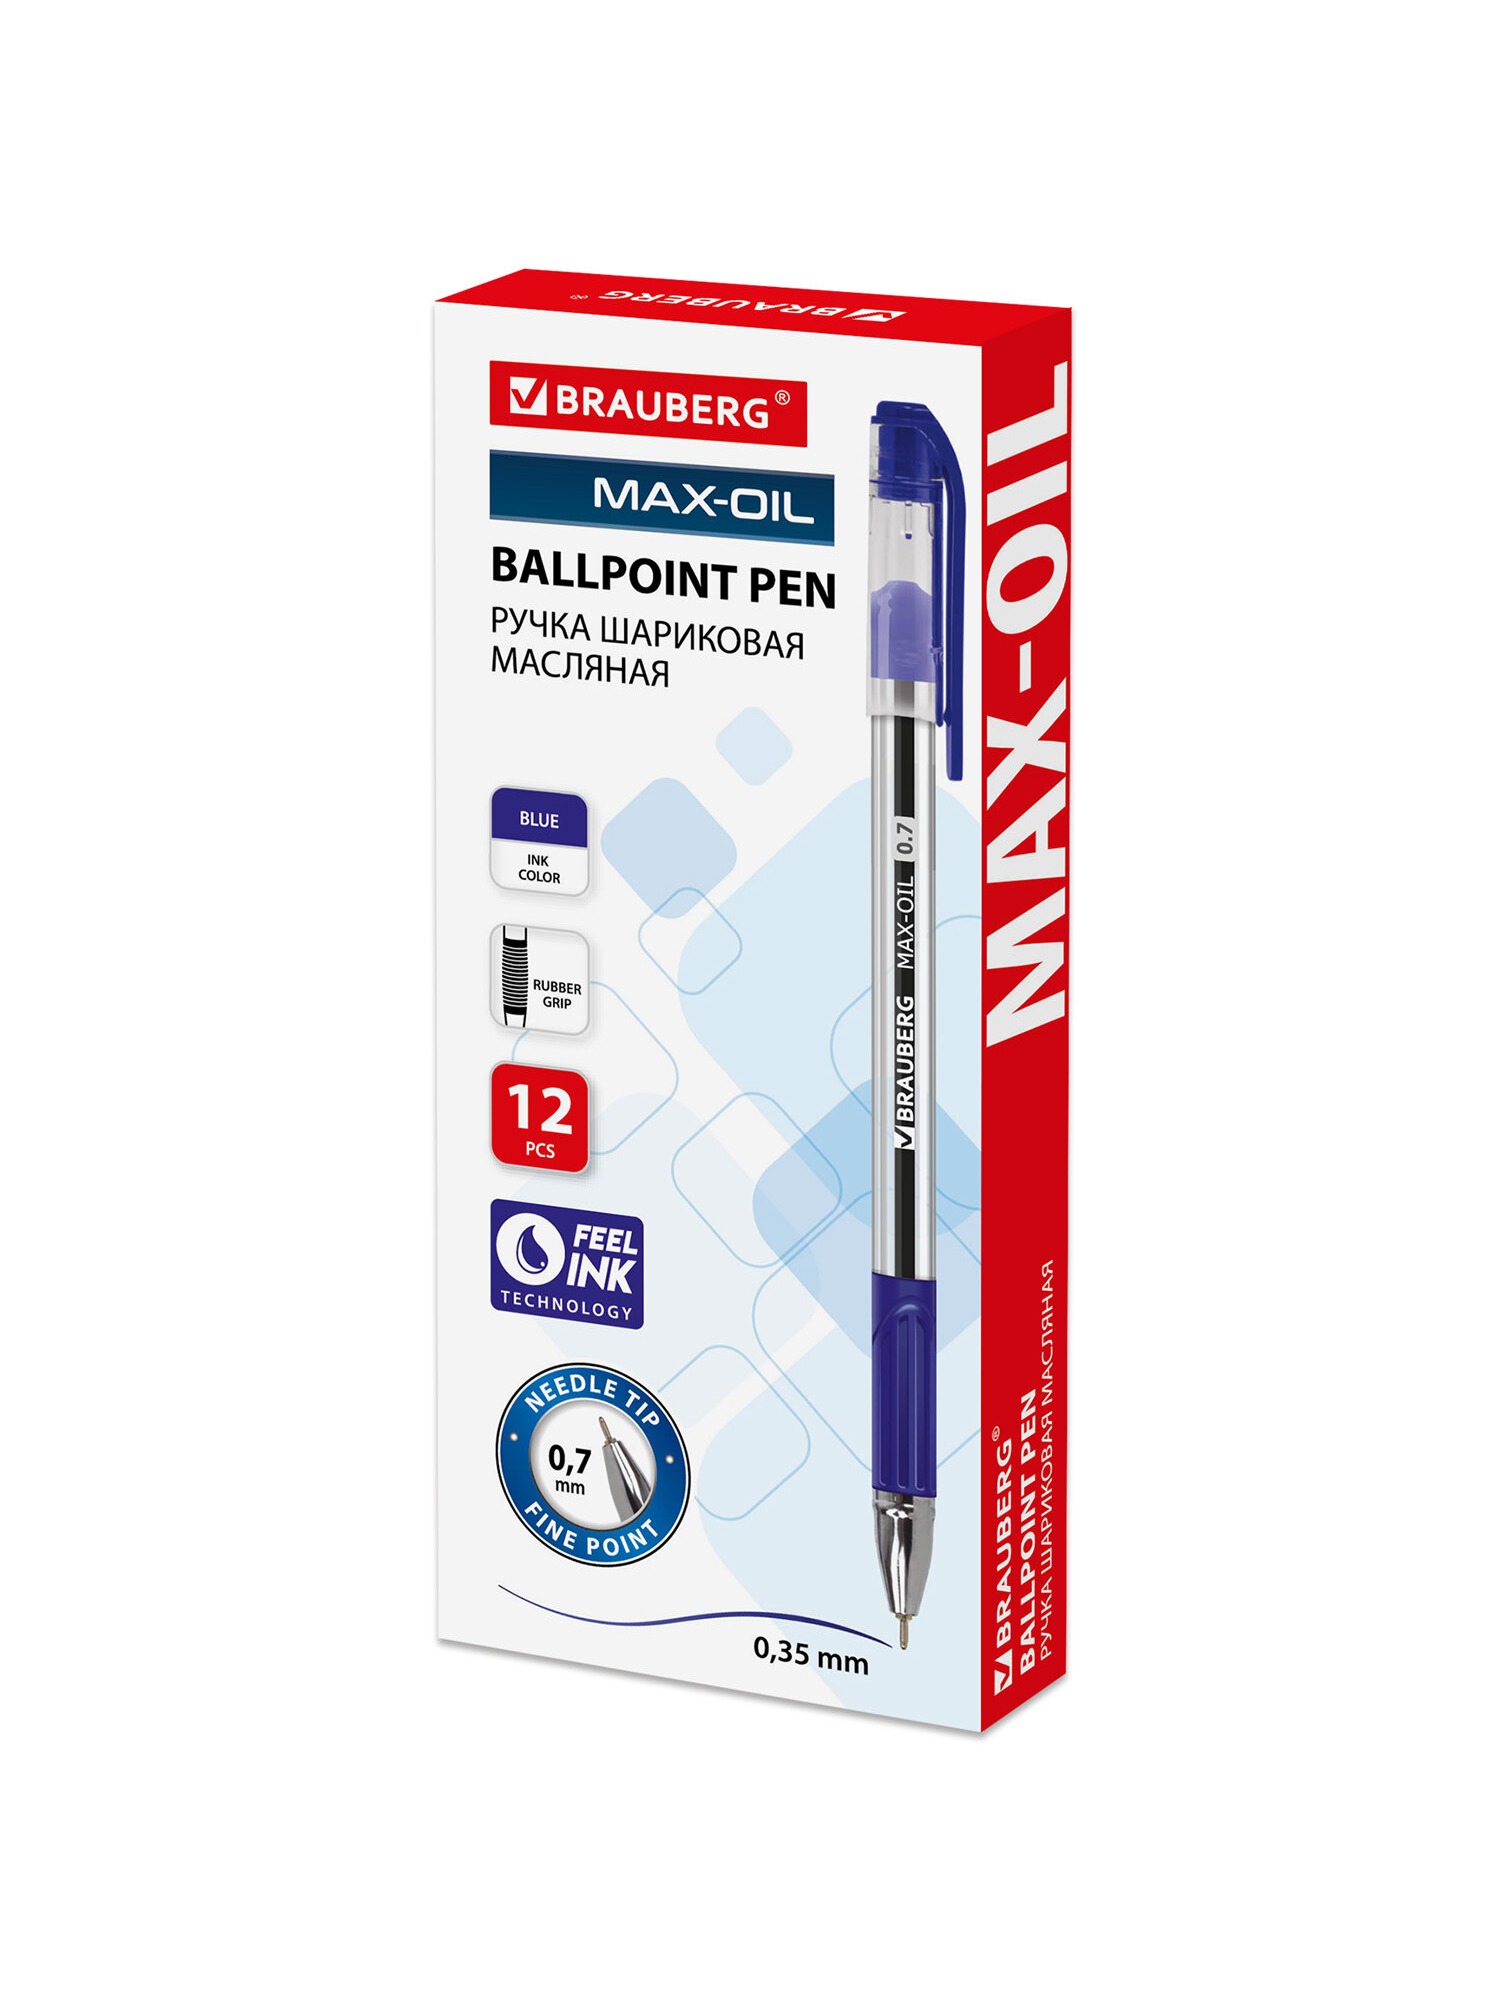 BRAUBERG
BRAUBERG®
MAX-OIL
BALLPOINT PEN
РУЧКА ШАРИКОВАЯ
МАСЛЯНАЯ
BLUE
INK
COLOR
RUBBER
GRIP
12
PCS
FEEL
INK
TECHNOLOGY
NEEDLE TIP
0,7
mm
FINE POINT
0,35 mm
BRAUBERG MAX-OIL 0.7
MAX-OIL
BRAUBERG®
BALLPOINT PEN
РУЧКА ШАРИКОВАЯ МАСЛЯНАЯ